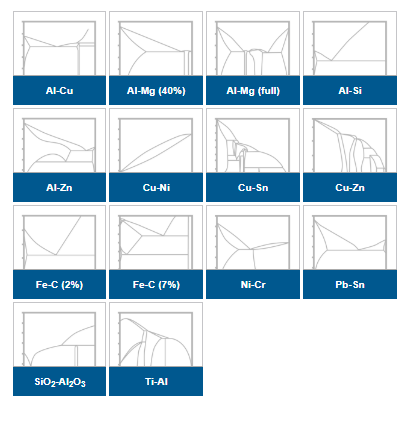 Al-Cu
Al-Mg (40%)
Al-Mg (full)
Al-Si
Al-Zn
Cu-Ni
Cu-Sn
Cu-Zn
Fe-C (2%)
Fe-C (7%)
Ni-Cr
Pb-Sn
SiO₂-Al₂O₃
Ti-Al